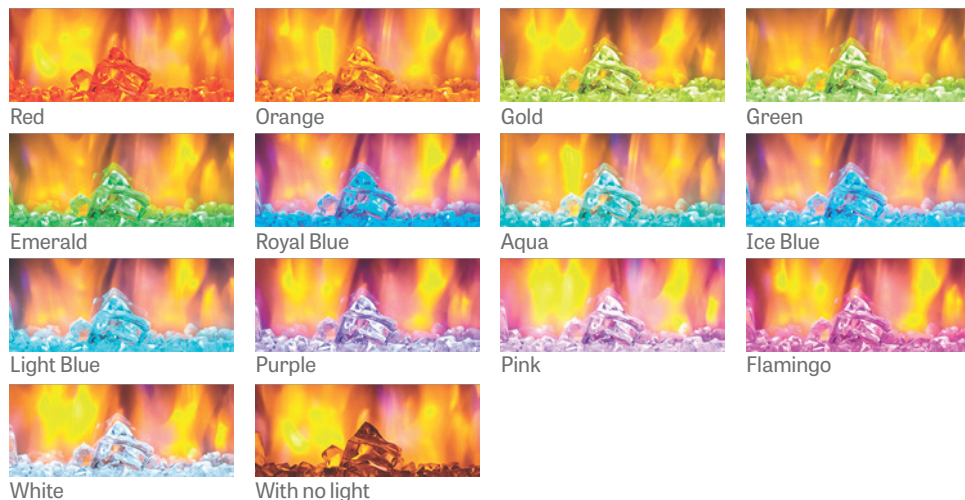 Red
Orange
Gold
Green
Emerald
Royal Blue
Aqua
Ice Blue
Light Blue
Purple
Pink
Flamingo
White
With no light